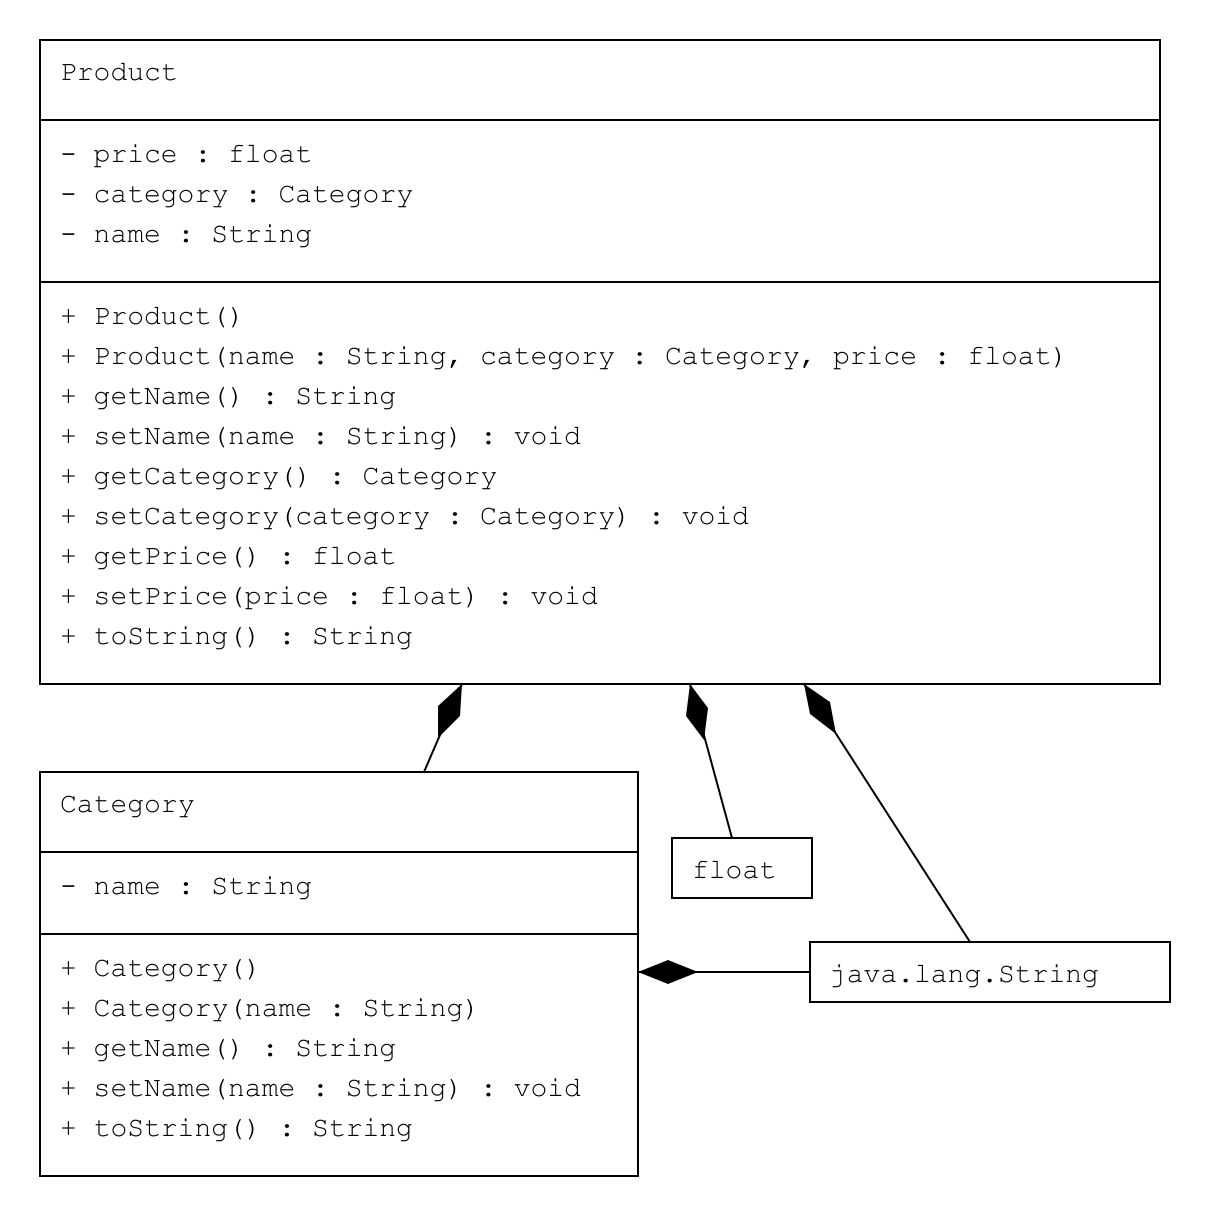 Product
- price : float
- category : Category
- name : String
+ Product()
+ Product(name : String, category : Category, price : float)
+ getName() : String
+ setName(name : String) : void
+ getCategory() : Category
+ setCategory(category : Category) : void
+ getPrice() : float
+ setPrice(price : float) : void
+ toString() : String
Category
- name : String
+ Category()
+ Category(name : String)
+ getName() : String
+ setName(name : String) : void
+ toString() : String
float
java.lang.String